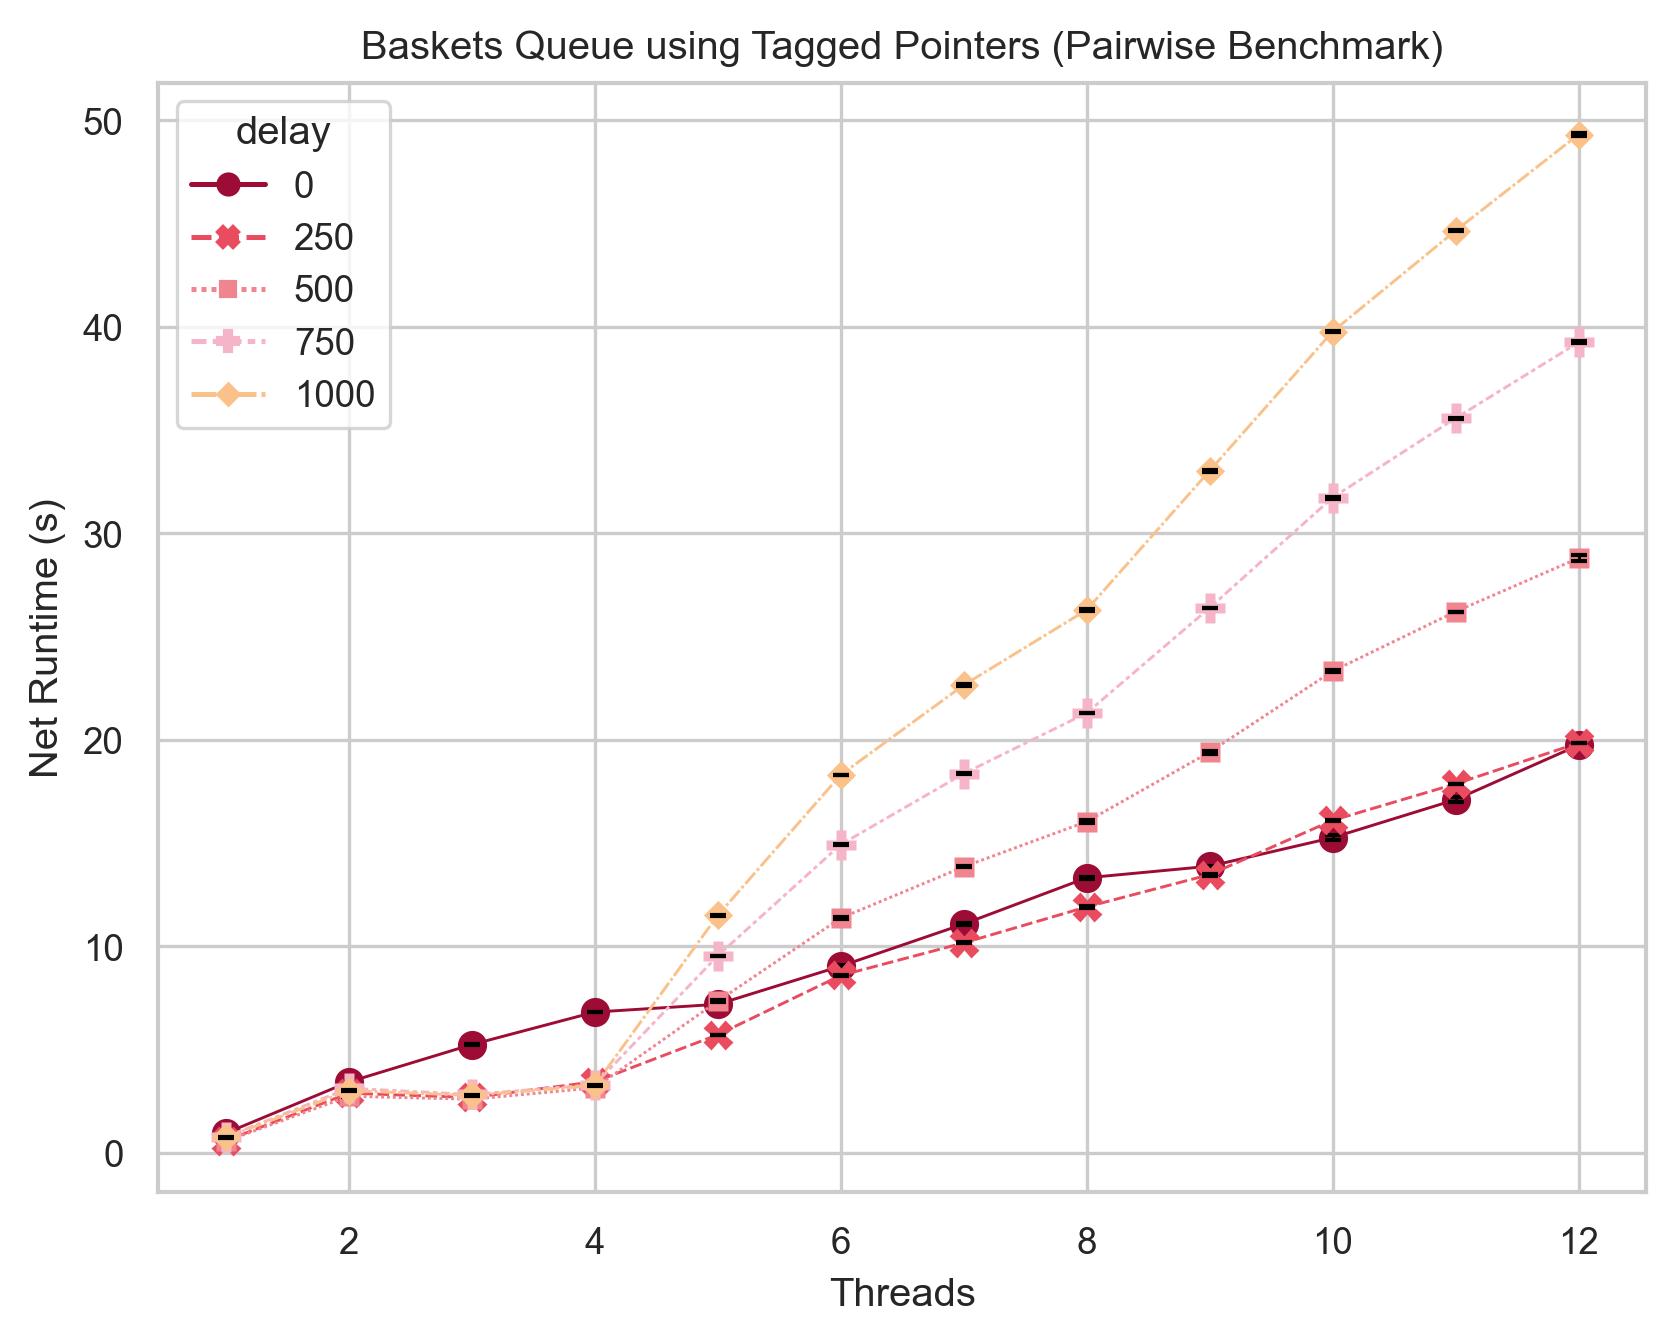 Baskets Queue using Tagged Pointers (Pairwise Benchmark)
delay
0
250
500
750
1000
50
40
30
20
10
0
Net Runtime (s)
2 4 6 8 10 12
Threads